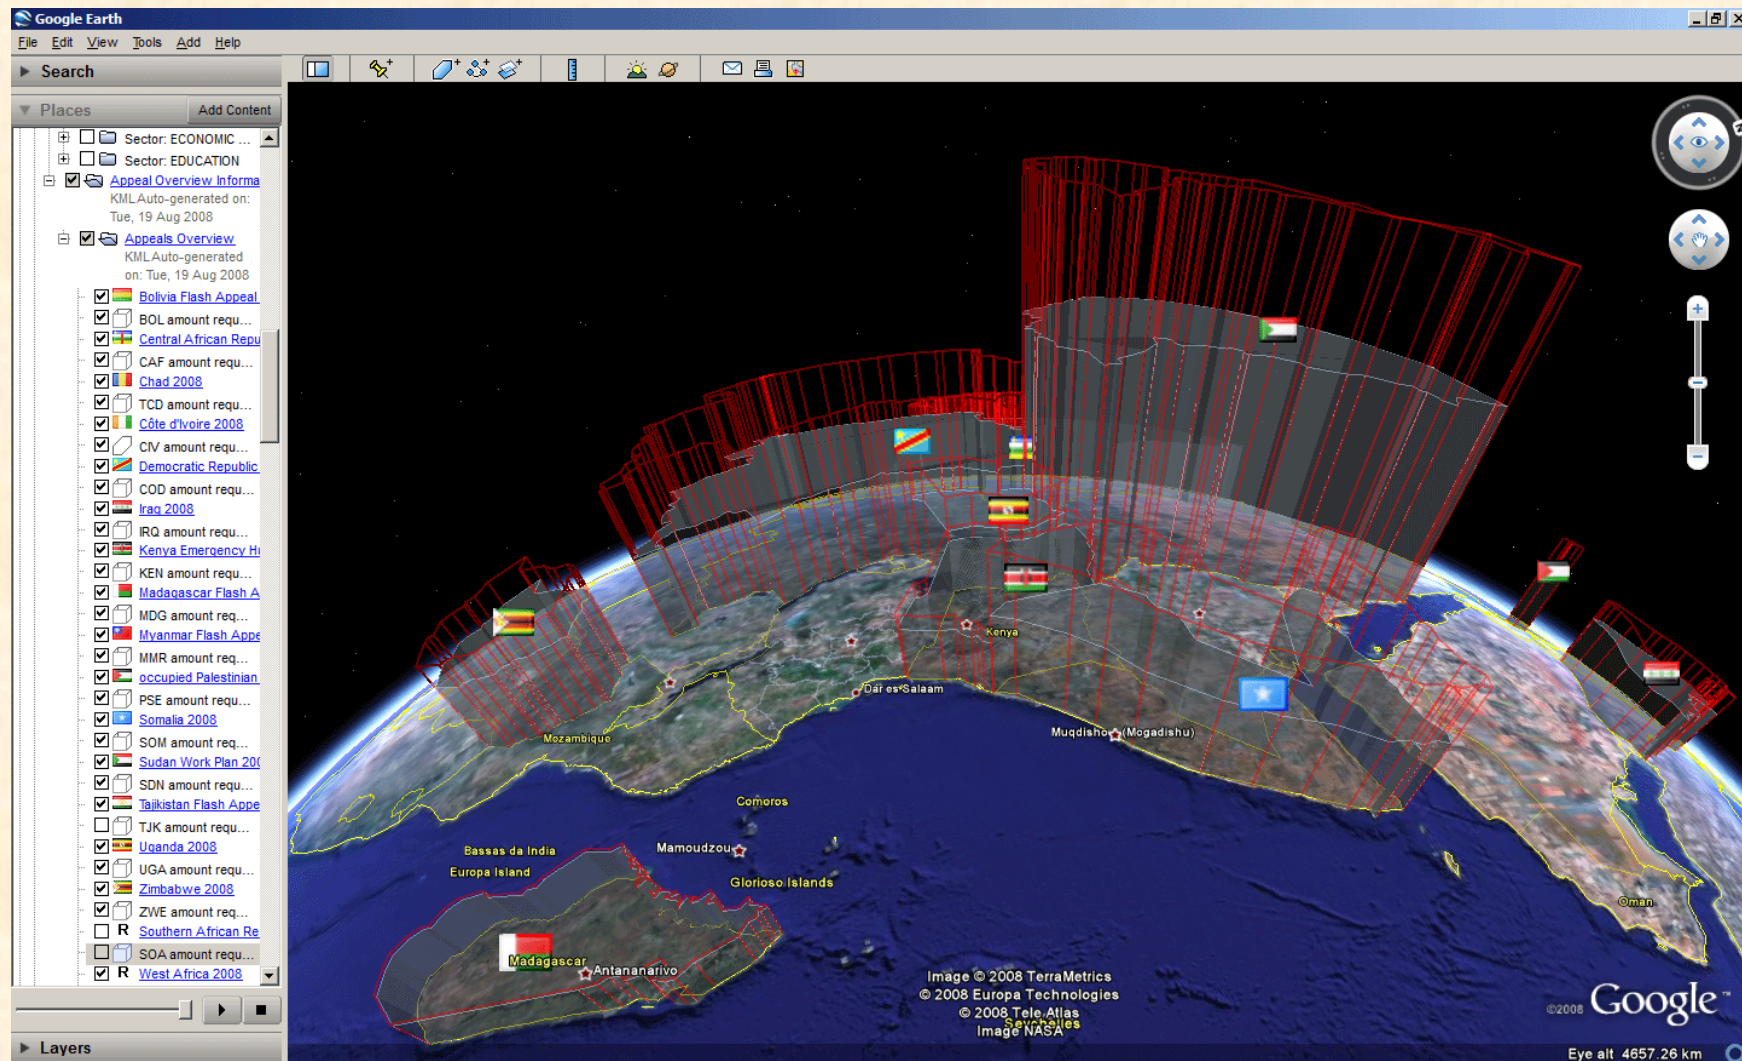 Google Earth
File Edit View Tools Add Help
Search
Places
Add Content
Sector: ECONOMIC ...
Sector: EDUCATION
Appeal Overview Informa
KML Auto-generated on:
Tue, 19 Aug 2008
Appeals Overview
KML Auto-generated
on: Tue, 19 Aug 2008
Bolivia Flash Appeal
BOL amount requ...
Central African Repu
CAF amount requ...
Chad 2008
TCD amount requ...
Côte d'Ivoire 2008
CIV amount requ...
Democratic Republic
COD amount requ...
Iraq 2008
IRQ amount requ...
Kenya Emergency Hu
KEN amount requ...
Madagascar Flash A
MDG amount req...
Myanmar Flash Appe
MMR amount req...
occupied Palestinian
PSE amount requ...
Somalia 2008
SOM amount req...
Sudan Work Plan 200
SDN amount requ...
Tajikistan Flash Appe
TJK amount requ...
Uganda 2008
UGA amount requ...
Zimbabwe 2008
ZWE amount req...
R Southern African Re
SOA amount requ...
R West Africa 2008
Layers
Kenya
Dar es Salaam
Muqdisho (Mogadishu)
Mozambique
Comoros
Mamoudzou
Bassas da India
Europa Island
Glorioso Islands
Oman
Madagascar
Antananarivo
Seychelles
Image © 2008 TerraMetrics
© 2008 Europa Technologies
© 2008 Tele Atlas
Image NASA
©2008 Google™
Eye alt 4657.26 km